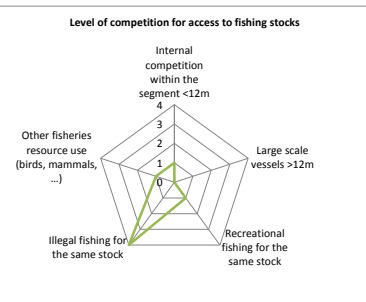 Level of competition for access to fishing stocks
Internal
competition
within the
segment <12m
4
3
2
1
0
Other fisheries
resource use
(birds, mammals,
...)
Large scale
vessels >12m
Illegal fishing for
the same stock
Recreational
fishing for the
same stock